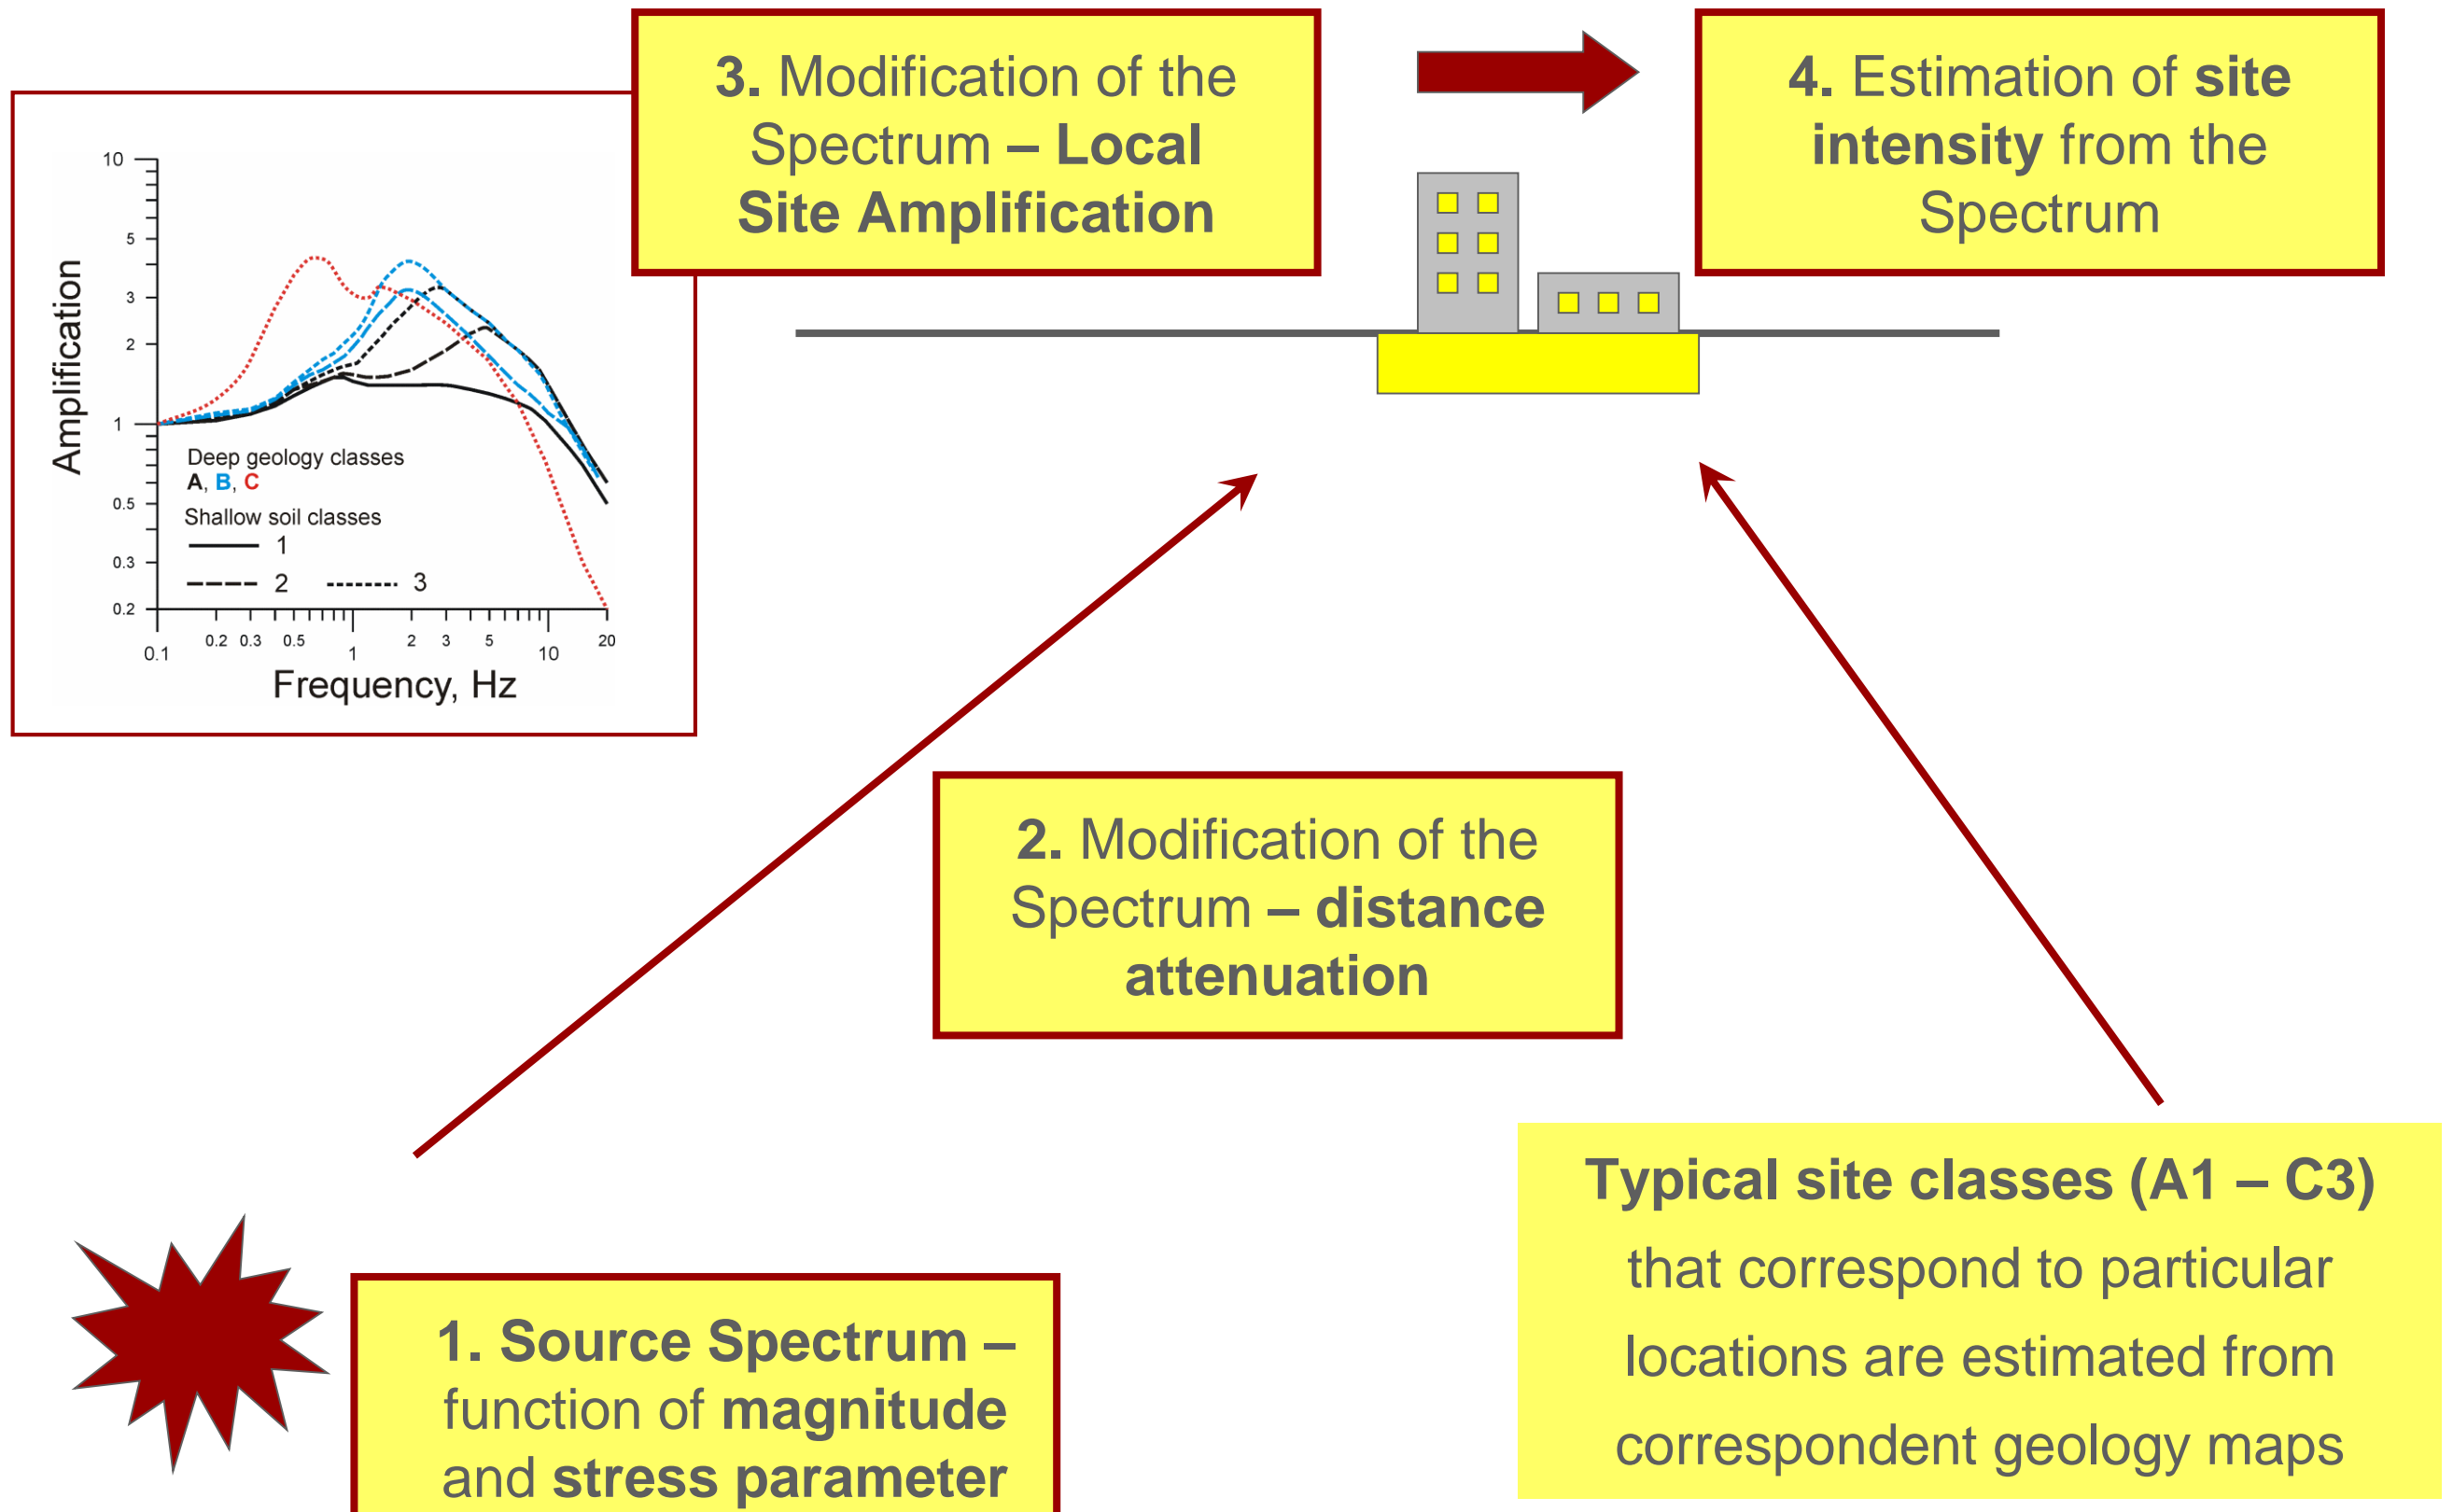 3. Modification of the
Spectrum – Local
Site Amplification
4. Estimation of site
intensity from the
Spectrum
10
5
3
2
1
0.5
0.3
0.2
Amplification
Deep geology classes
A, B, C
Shallow soil classes
1
2
3
0.1
0.2
0.3
0.5
1
2
3
5
10
20
Frequency, Hz
2. Modification of the
Spectrum – distance
attenuation
1. Source Spectrum –
function of magnitude
and stress parameter
Typical site classes (A1 – C3)
that correspond to particular
locations are estimated from
correspondent geology maps